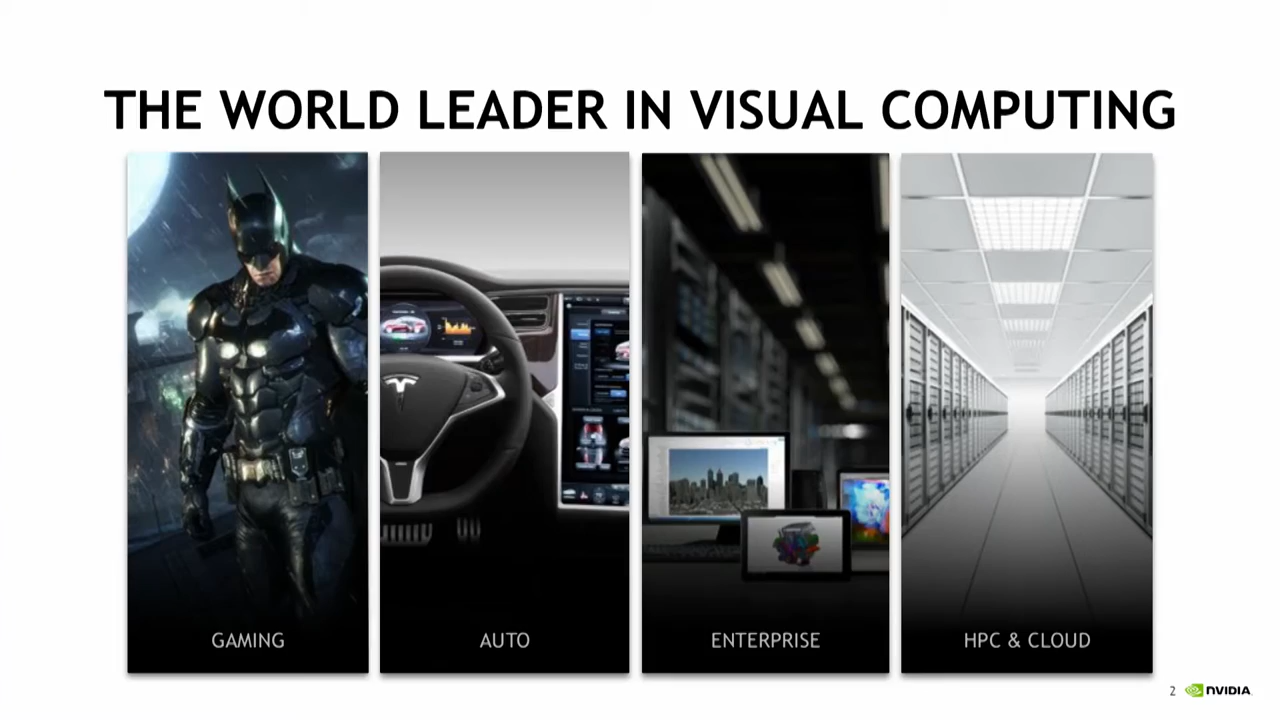 THE WORLD LEADER IN VISUAL COMPUTING
GAMING
AUTO
ENTERPRISE
HPC & CLOUD
2
NVIDIA